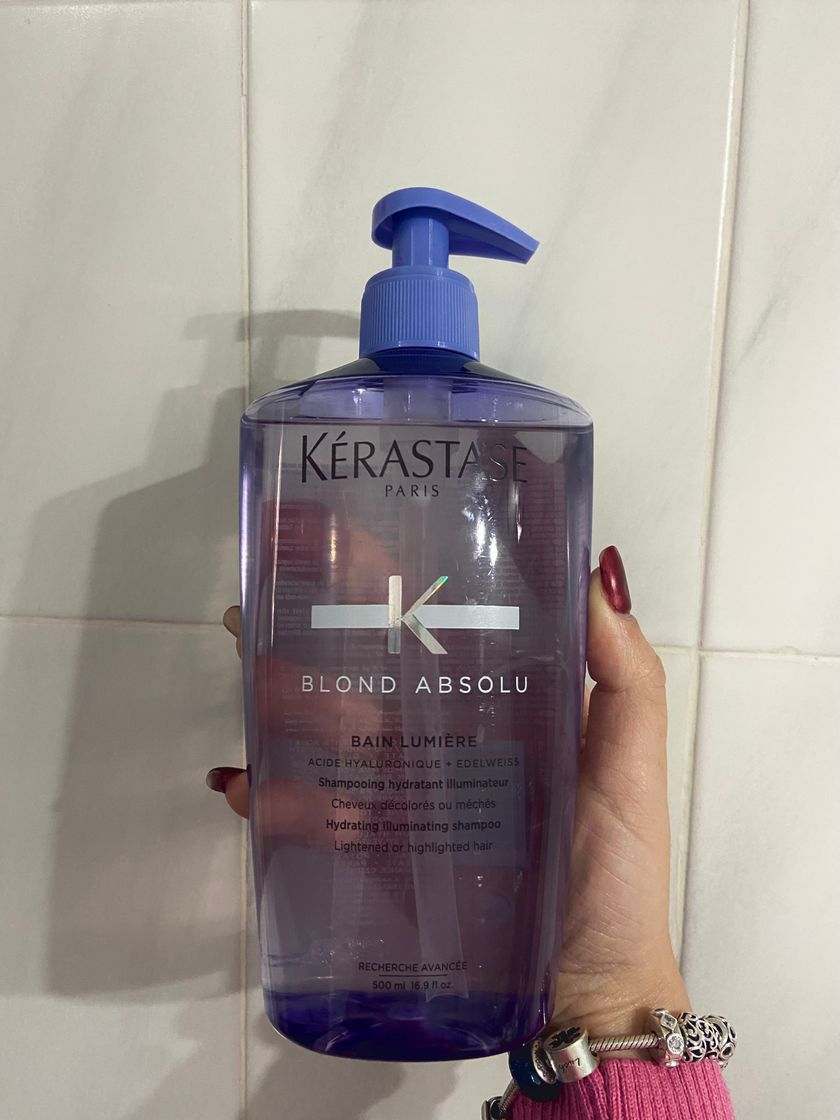 KÉRASTASE
PARIS
K
BLOND ABSOLU
BAIN LUMIÈRE
ACIDE HYALURONIQUE + EDELWEISS
Shampooing hydratant illuminateur
Cheveux décolorés ou méchés
Hydrating illuminating shampoo
Lightened or highlighted hair
RECHERCHE AVANCÉE
500 ml 16.9 fl.oz.